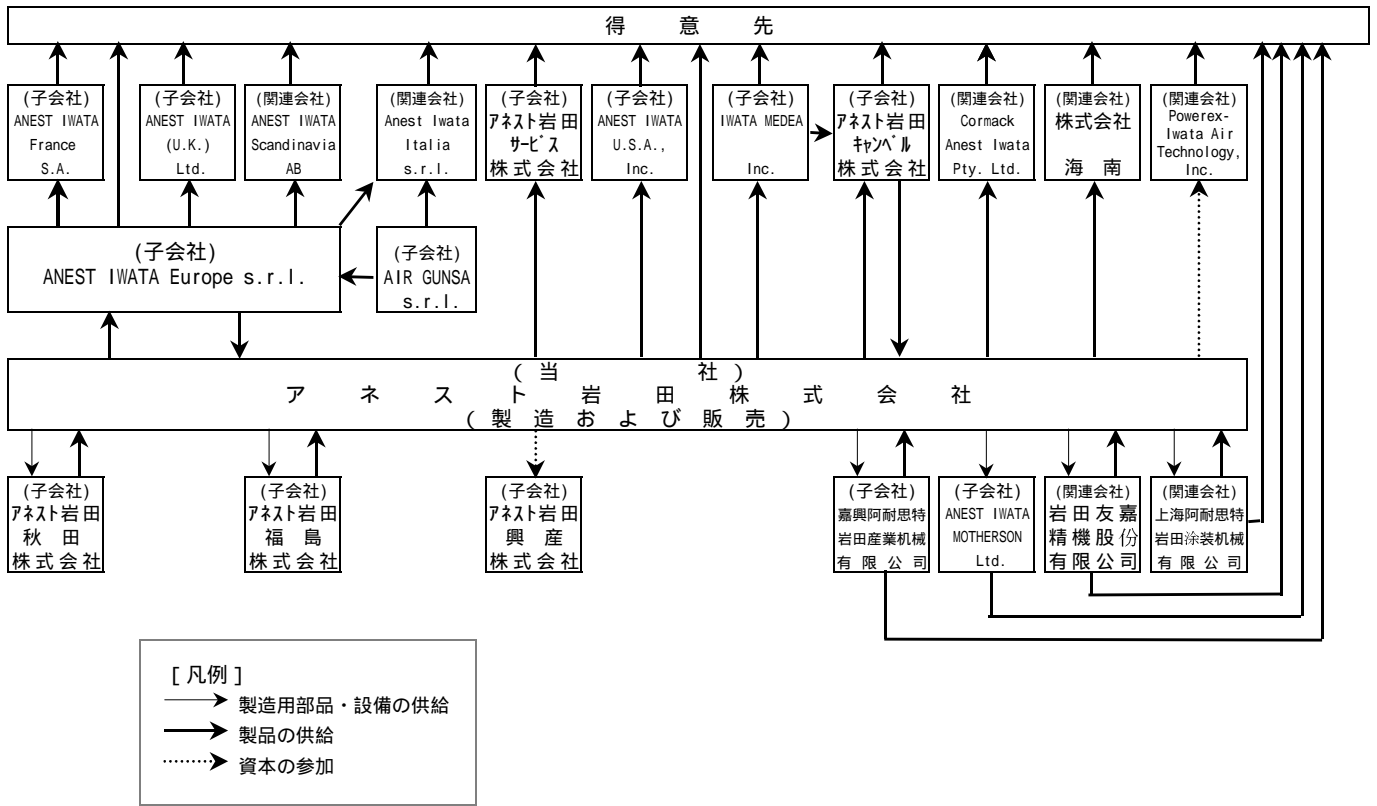 得意先
(子会社)
ANEST IWATA
France
S.A.
(子会社)
ANEST IWATA
(U.K.)
Ltd.
(関連会社)
ANEST IWATA
Scandinavia
AB
(関連会社)
Anest Iwata
Italia
s.r.l.
(子会社)
アネスト岩田
サービス
株式会社
(子会社)
ANEST IWATA
U.S.A.,
Inc.
(子会社)
IWATA MEDEA
Inc.
(子会社)
アネスト岩田
キャンベル
株式会社
(関連会社)
Cormack
Anest Iwata
Pty. Ltd.
(関連会社)
株式会社
海南
(関連会社)
Powerex-
Iwata Air
Technology,
Inc.
(子会社)
ANEST IWATA Europe s.r.l.
(子会社)
AIR GUNSA
s.r.l.
(当社)
アネスト岩田株式会社
(製造および販売)
(子会社)
アネスト岩田
秋田
株式会社
(子会社)
アネスト岩田
福島
株式会社
(子会社)
アネスト岩田
興産
株式会社
(子会社)
嘉興阿耐思特
岩田産業机械
有限公司
(子会社)
ANEST IWATA
MOTHERSON
Ltd.
(関連会社)
岩田友嘉
精機股份
有限公司
(関連会社)
上海阿耐思特
岩田涂装机械
有限公司
[凡例]
製造用部品・設備の供給
製品の供給
資本の参加